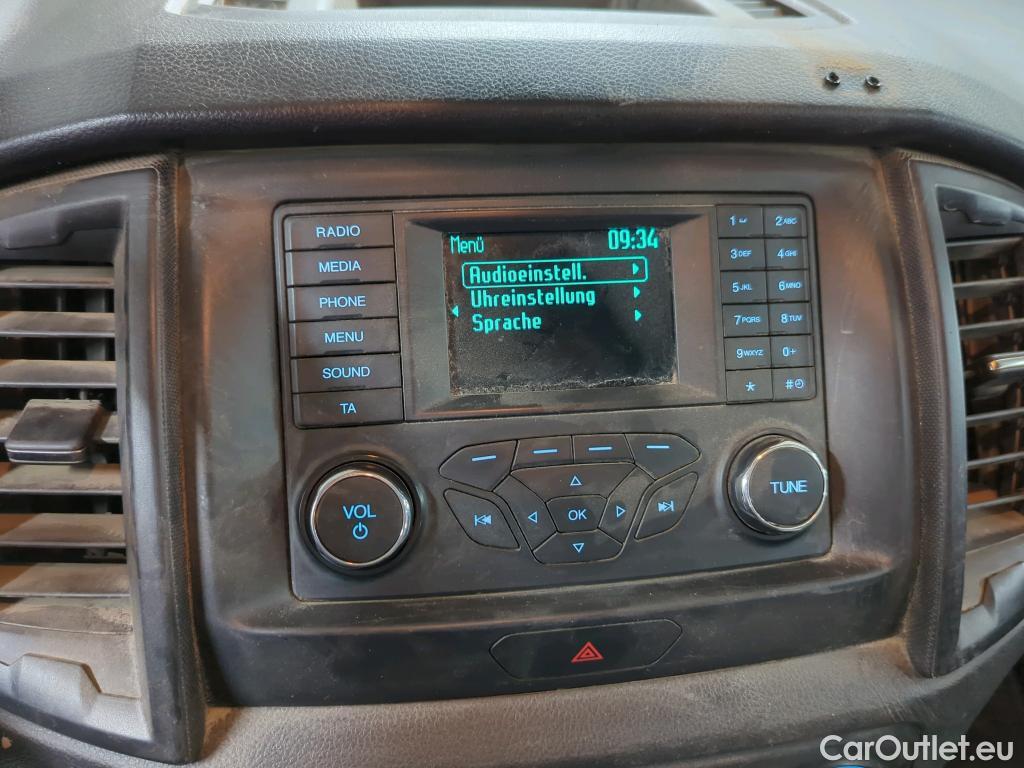 Menü 09:34
Audioeinstell.
Uhreinstellung
Sprache
RADIO
MEDIA
PHONE
MENU
SOUND
TA
1 2ABC
3DEF 4GHI
5JKL 6MNO
7PQRS 8TUV
9WXYZ 0+
* #
VOL
OK
TUNE
CarOutlet.eu